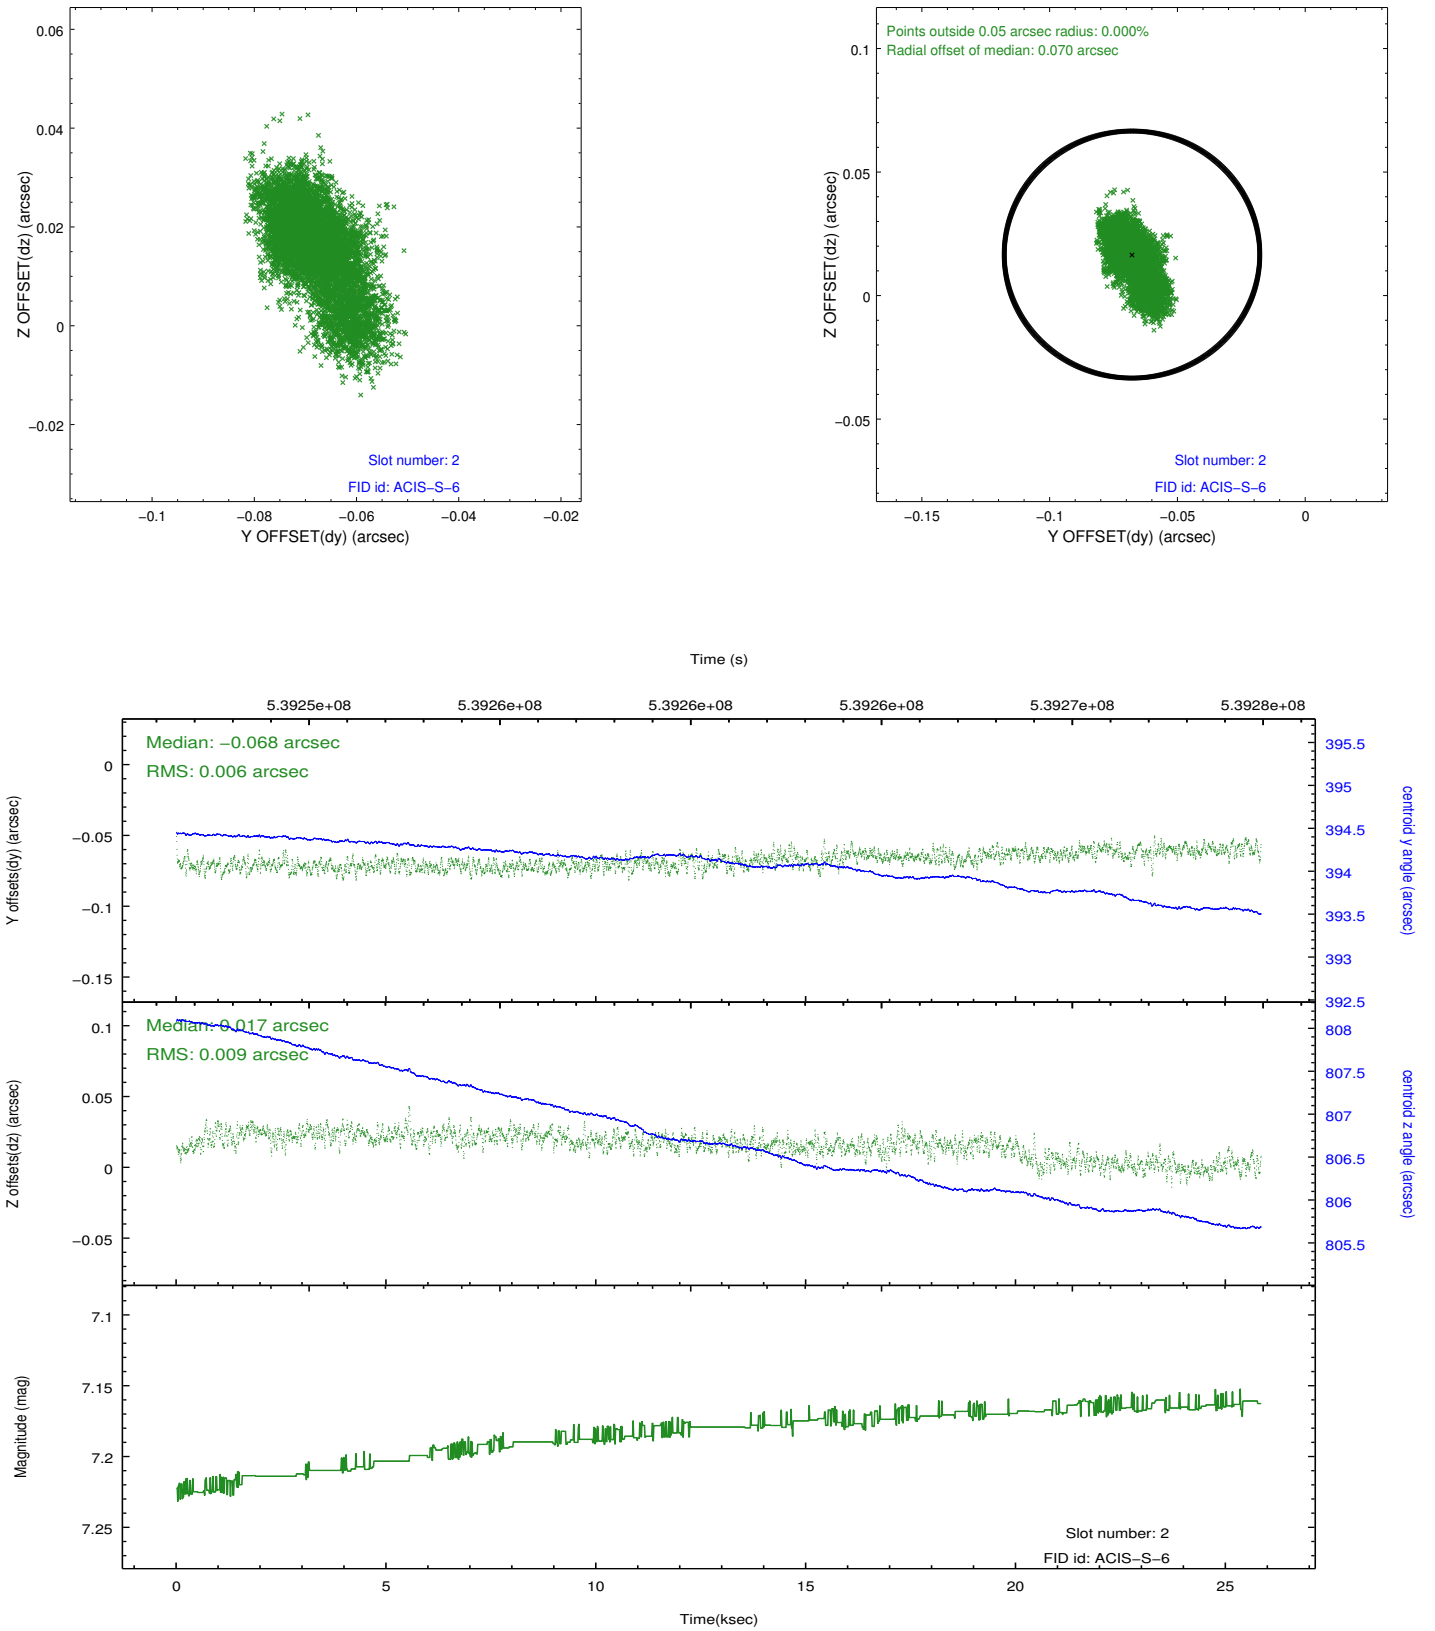 0.06
0.04
0.02
0
−0.02
Z OFFSET(dz) (arcsec)
Slot number: 2
FID id: ACIS−S−6
−0.1 −0.08 −0.06 −0.04 −0.02
Y OFFSET(dy) (arcsec)
Points outside 0.05 arcsec radius: 0.000%
Radial offset of median: 0.070 arcsec
0.1
0.05
0
−0.05
Z OFFSET(dz) (arcsec)
Slot number: 2
FID id: ACIS−S−6
−0.15 −0.1 −0.05 0
Y OFFSET(dy) (arcsec)
Time (s)
5.3925e+08 5.3926e+08 5.3926e+08 5.3926e+08 5.3927e+08 5.3928e+08
Median: −0.068 arcsec
RMS: 0.006 arcsec
0
−0.05
−0.1
−0.15
Y offsets(dy) (arcsec)
395.5
395
394.5
394
393.5
393
392.5
centroid y angle (arcsec)
Median: 0.017 arcsec
RMS: 0.009 arcsec
0.1
0.05
0
−0.05
Z offsets(dz) (arcsec)
808
807.5
807
806.5
806
805.5
centroid z angle (arcsec)
7.1
7.15
7.2
7.25
Magnitude (mag)
Slot number: 2
FID id: ACIS−S−6
0 5 10 15 20 25
Time(ksec)